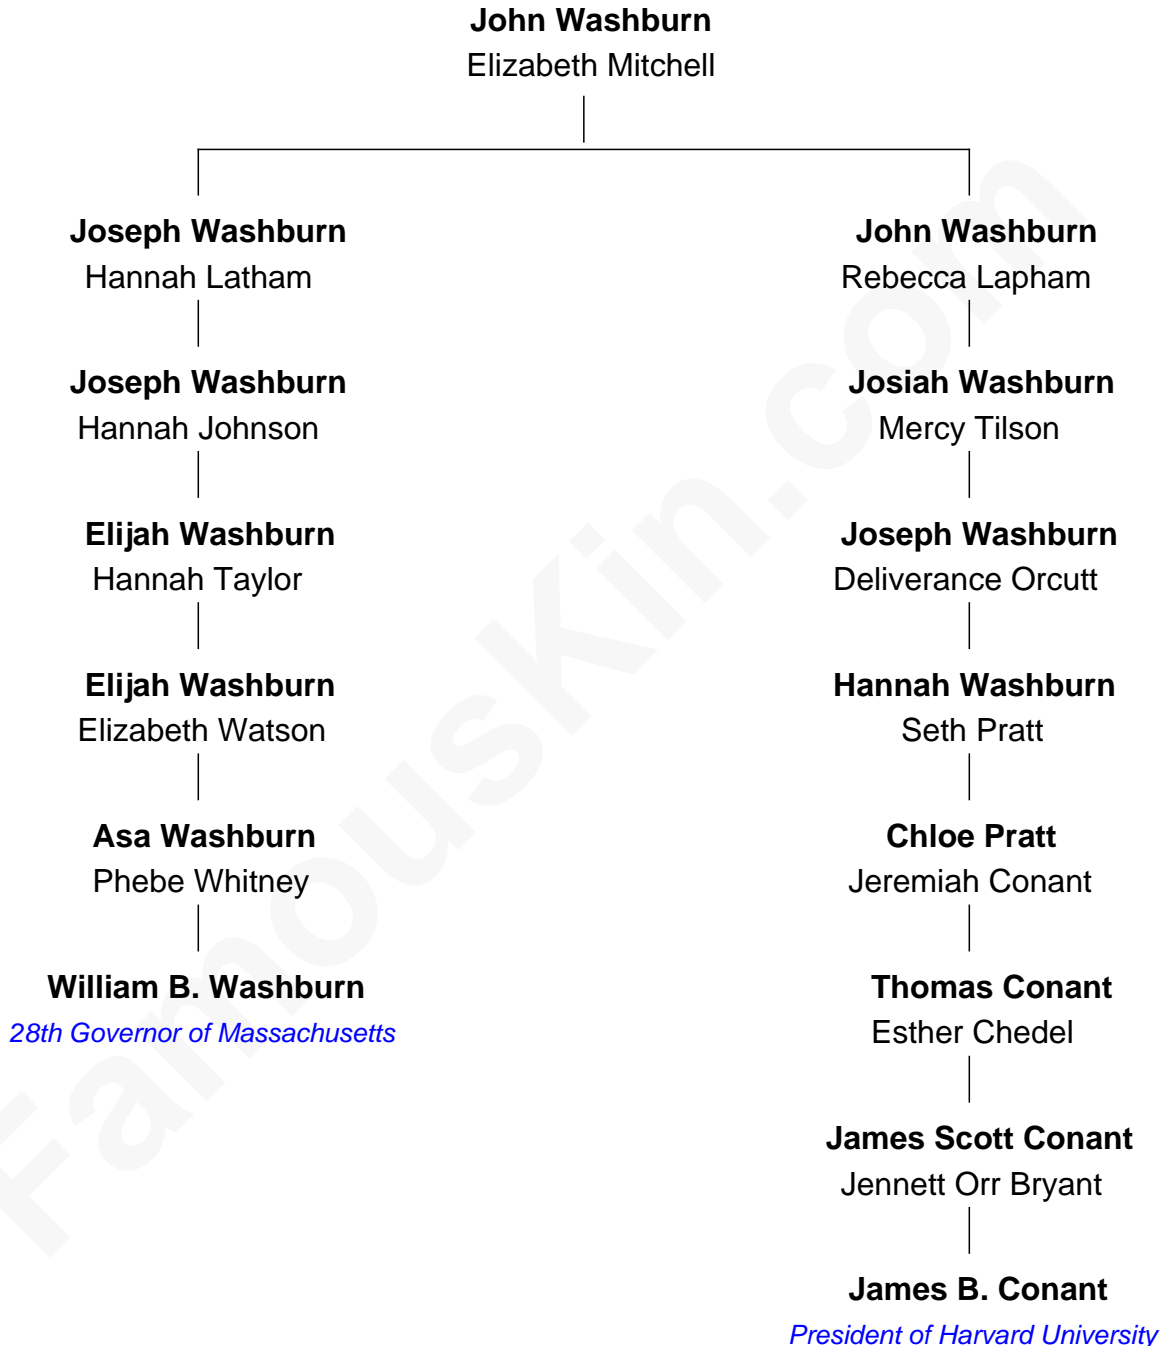 John Washburn
Elizabeth Mitchell
Joseph Washburn
Hannah Latham
John Washburn
Rebecca Lapham
Joseph Washburn
Hannah Johnson
Josiah Washburn
Mercy Tilson
Elijah Washburn
Hannah Taylor
Joseph Washburn
Deliverance Orcutt
Elijah Washburn
Elizabeth Watson
Hannah Washburn
Seth Pratt
Asa Washburn
Phebe Whitney
Chloe Pratt
Jeremiah Conant
William B. Washburn
28th Governor of Massachusetts
Thomas Conant
Esther Chedel
James Scott Conant
Jennett Orr Bryant
James B. Conant
President of Harvard University
FamousKin.com